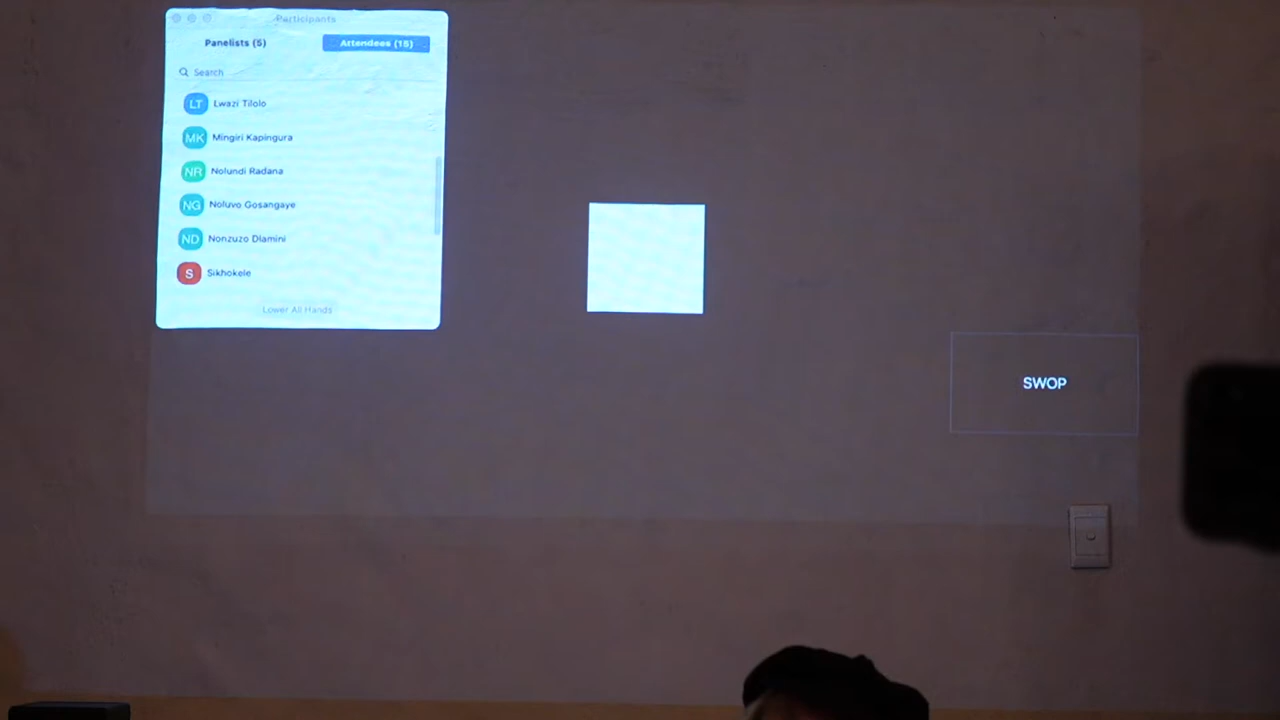 Participants
Panelists (5)
Attendees (15)
Search
LT Lwazi Tilolo
MK Mingiri Kapingura
NR Nolundi Radana
NG Noluvo Gosangaye
ND Nonzuzo Dlamini
S Sikhokele
Lower All Hands
SWOP